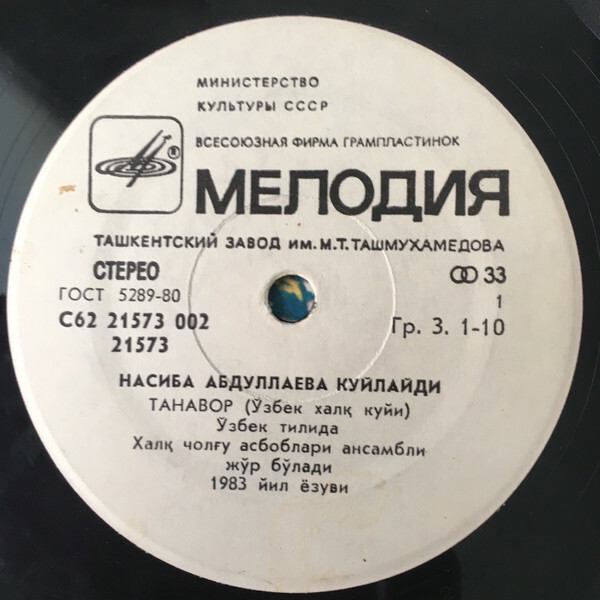 МИНИСТЕРСТВО
КУЛЬТУРЫ СССР
ВСЕСОЮЗНАЯ ФИРМА ГРАМПЛАСТИНОК
®
МЕЛОДИЯ
ТАШКЕНТСКИЙ ЗАВОД ИМ. М.Т. ТАШМУХАМЕДОВА
СТЕРЕО 33
ГОСТ 5289-80 1
С62 21573 002 Гр. 3. 1-10
21573
НАСИБА АБДУЛЛАЕВА КУЙЛАЙДИ
ТАНАВОР (Ўзбек халқ куйи)
Ўзбек тилида
Халқ чолғу асбоблари ансамбли
жўр бўлади
1983 йил ёзуви